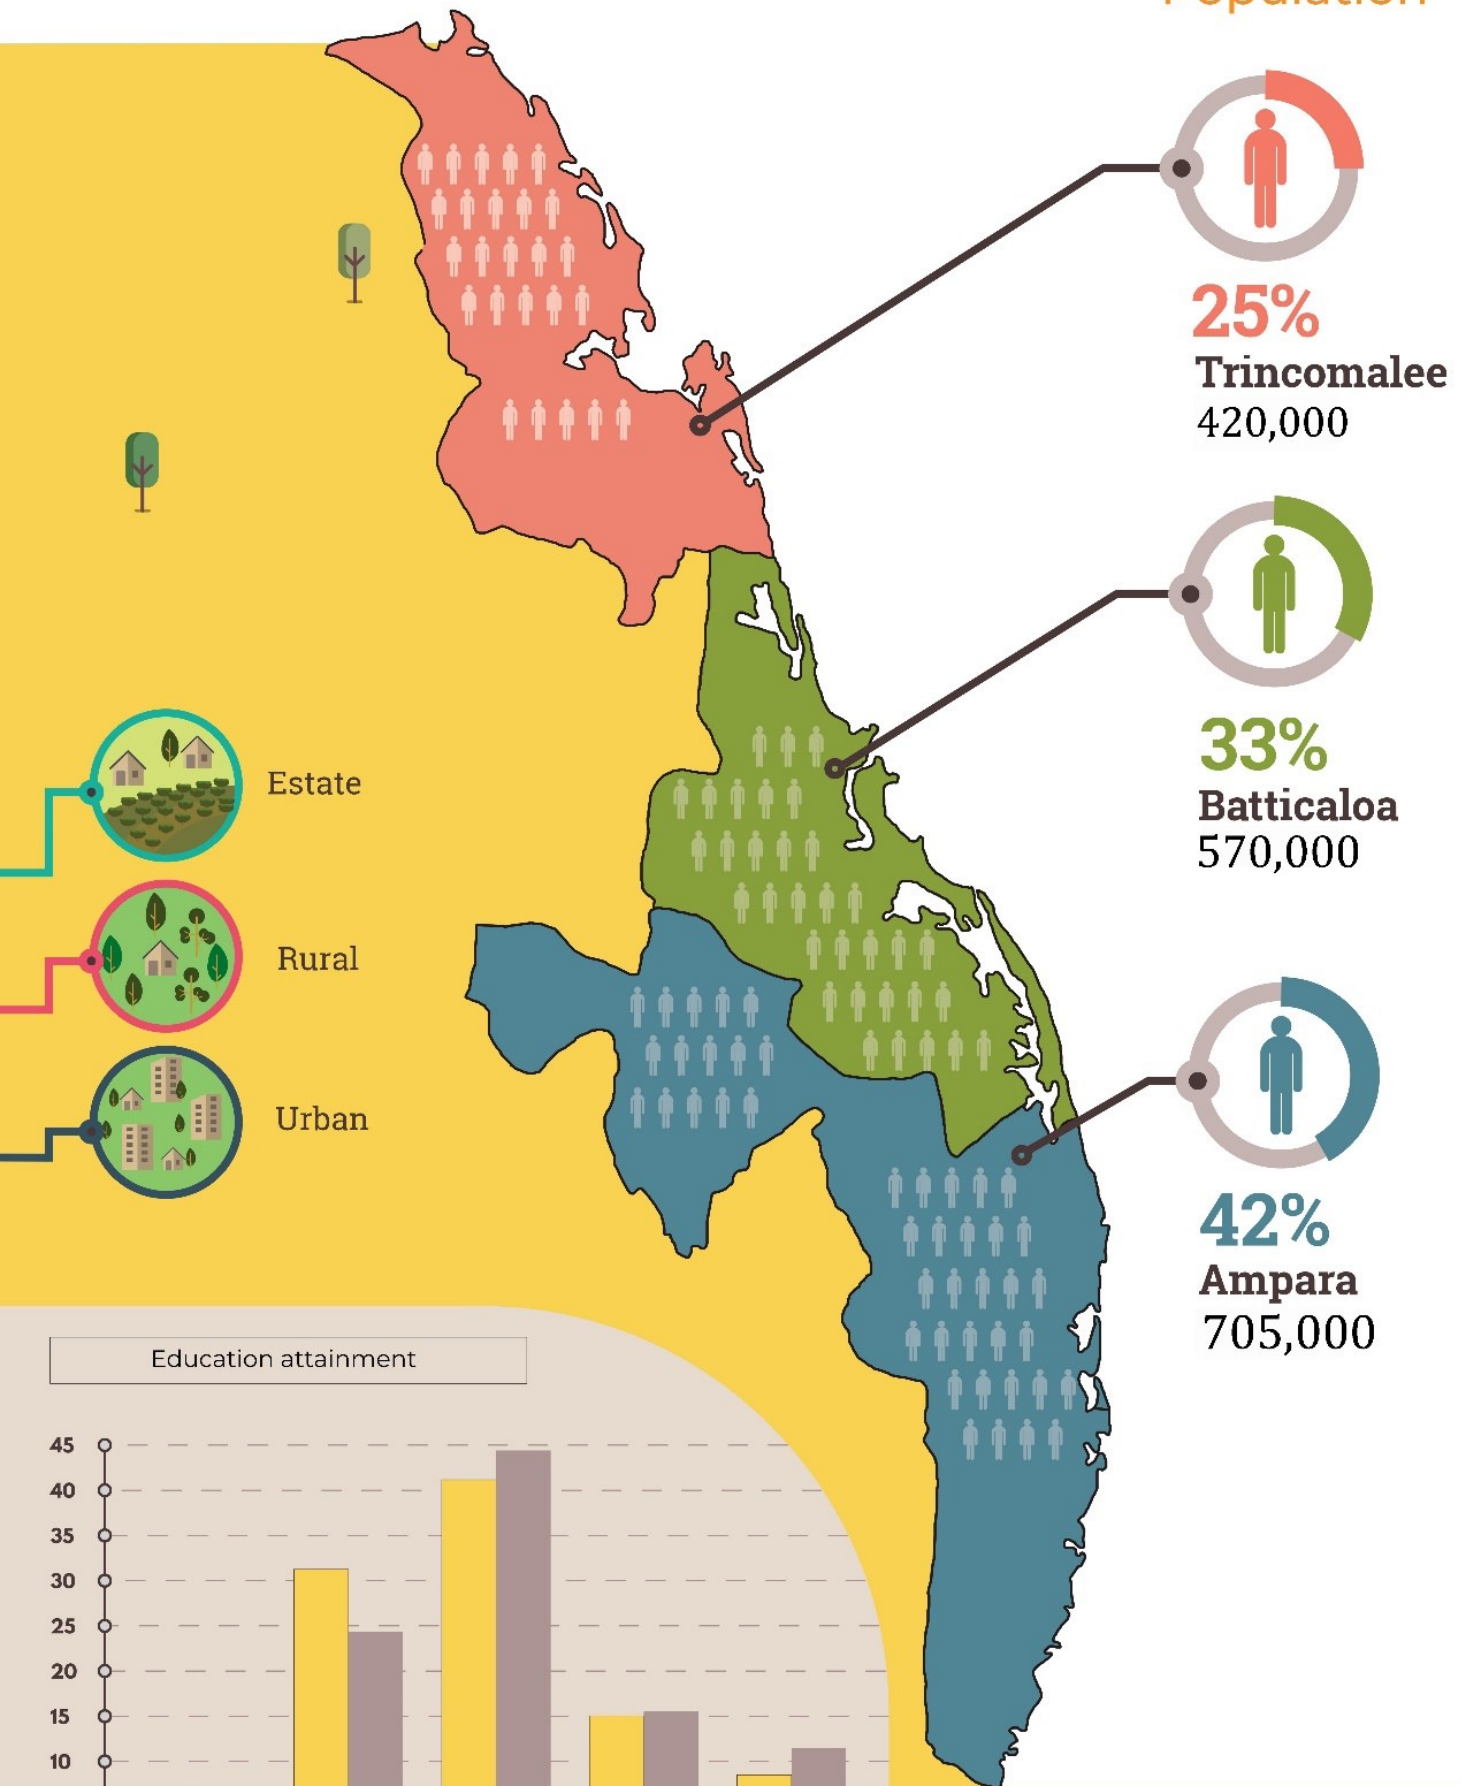 Population
25%
Trincomalee
420,000
33%
Batticaloa
570,000
Estate
Rural
Urban
42%
Ampara
705,000
Education attainment
45
40
35
30
25
20
15
10